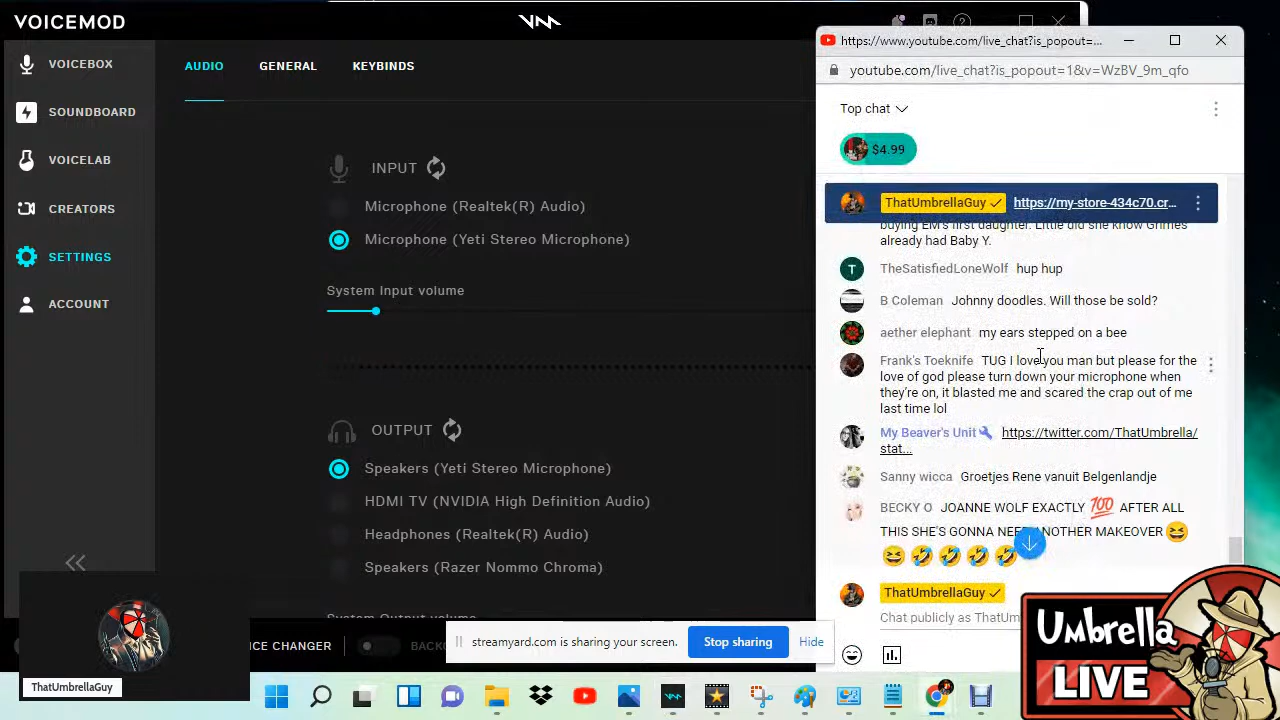 VOICEMOD
VOICEBOX
SOUNDBOARD
VOICELAB
CREATORS
SETTINGS
ACCOUNT
AUDIO GENERAL KEYBINDS
INPUT
Microphone (Realtek(R) Audio)
Microphone (Yeti Stereo Microphone)
System Input volume
OUTPUT
Speakers (Yeti Stereo Microphone)
HDMI TV (NVIDIA High Definition Audio)
Headphones (Realtek(R) Audio)
Speakers (Razer Nommo Chroma)
System Output volume
ICE CHANGER
BACK
streamyard.com is sharing your screen.
Stop sharing
Hide
ThatUmbrellaGuy
https://www.youtube.com/live_chat?is_popout=...
youtube.com/live_chat?is_popout=1&v=WzBV_9m_qfo
Top chat
$4.99
ThatUmbrellaGuy https://my-store-434c70.cr...
buying EM's first daughter. Little did she know Grimes
already had Baby Y.
T TheSatisfiedLoneWolf hup hup
B Coleman Johnny doodles. Will those be sold?
aether elephant my ears stepped on a bee
Frank's Toeknife TUG I love you man but please for the
love of god please turn down your microphone when
they're on, it blasted me and scared the crap out of me
last time lol
My Beaver's Unit https://twitter.com/ThatUmbrella/
stat...
Sanny wicca Groetjes Rene vanuit Belgenlandje
BECKY O JOANNE WOLF EXACTLY 💯 AFTER ALL
THIS SHE'S GONNA NEE NOTHER MAKEOVER 😆
😆🤣🤣🤣🤣
ThatUmbrellaGuy
Chat publicly as ThatUm
Umbrella
LIVE